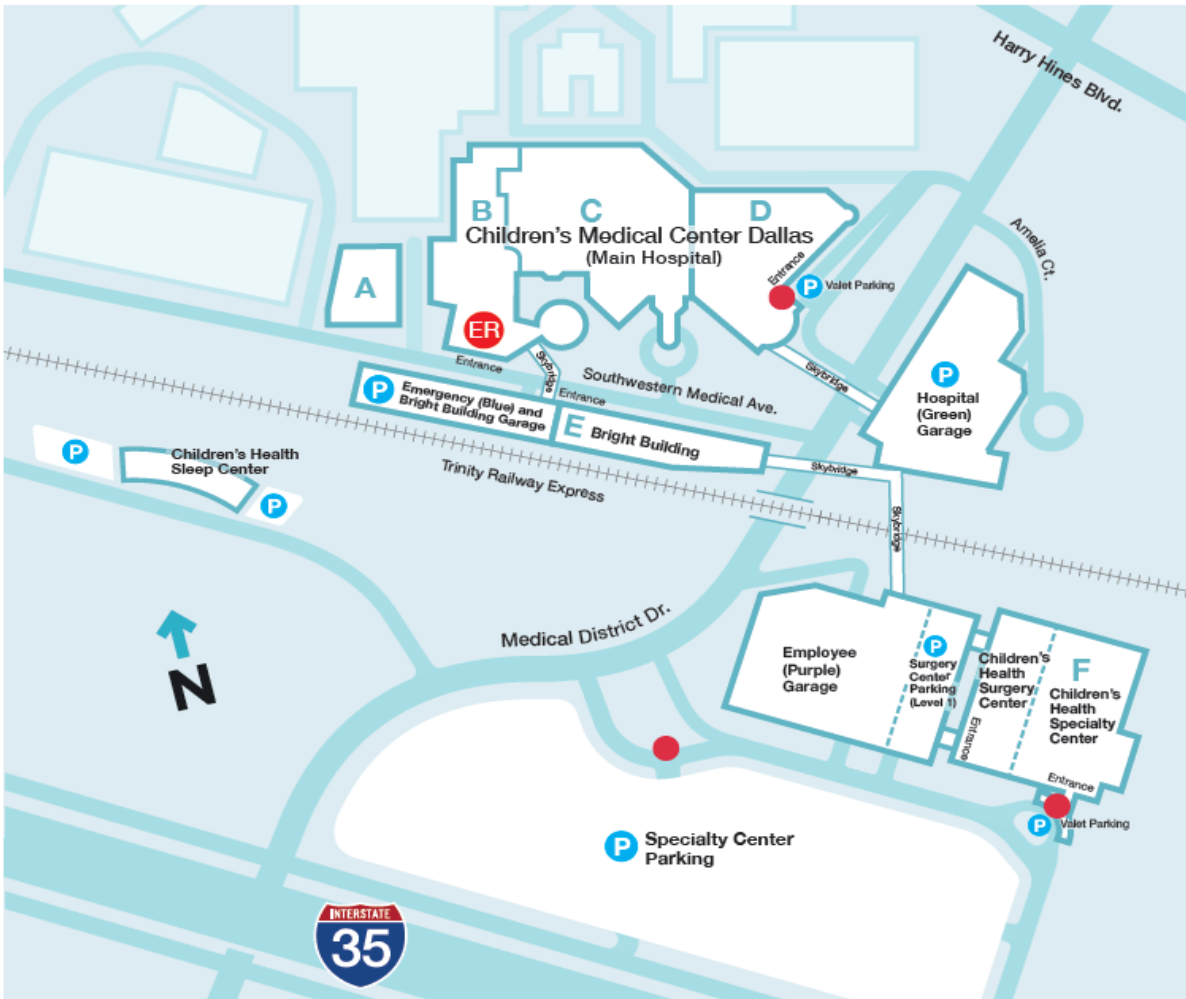 Harry Hines Blvd.
Amelia Ct.
B
C
D
Children's Medical Center Dallas
(Main Hospital)
A
Entrance
P
Valet Parking
ER
Entrance
Skybridge
Skybridge
Southwestern Medical Ave.
P
Hospital
(Green)
Garage
P
Emergency (Blue) and
Bright Building Garage
Entrance
E
Bright Building
Skybridge
Skybridge
Trinity Railway Express
P
Children's Health
Sleep Center
P
N
Medical District Dr.
Employee
(Purple)
Garage
P
Surgery
Center
Parking
(Level 1)
Children's
Health
Surgery
Center
Entrance
F
Children's
Health
Specialty
Center
Entrance
P
Valet Parking
P
Specialty Center
Parking
INTERSTATE
35